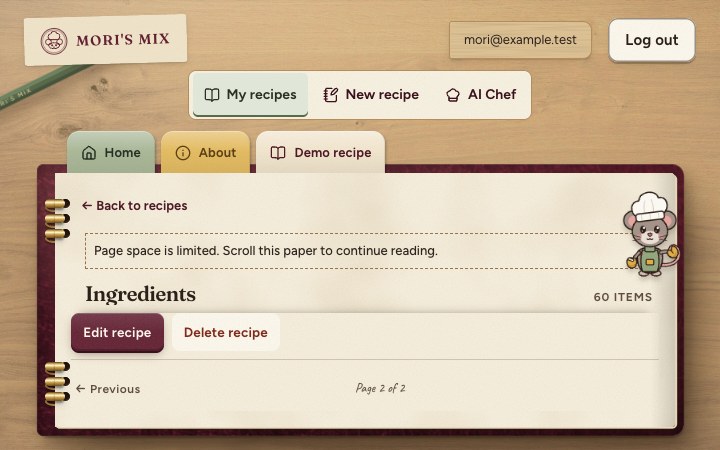 MORI'S MIX
mori@example.test
Log out
My recipes
New recipe
AI Chef
Home
About
Demo recipe
← Back to recipes
Page space is limited. Scroll this paper to continue reading.
Ingredients
60 ITEMS
Edit recipe
Delete recipe
← Previous
Page 2 of 2